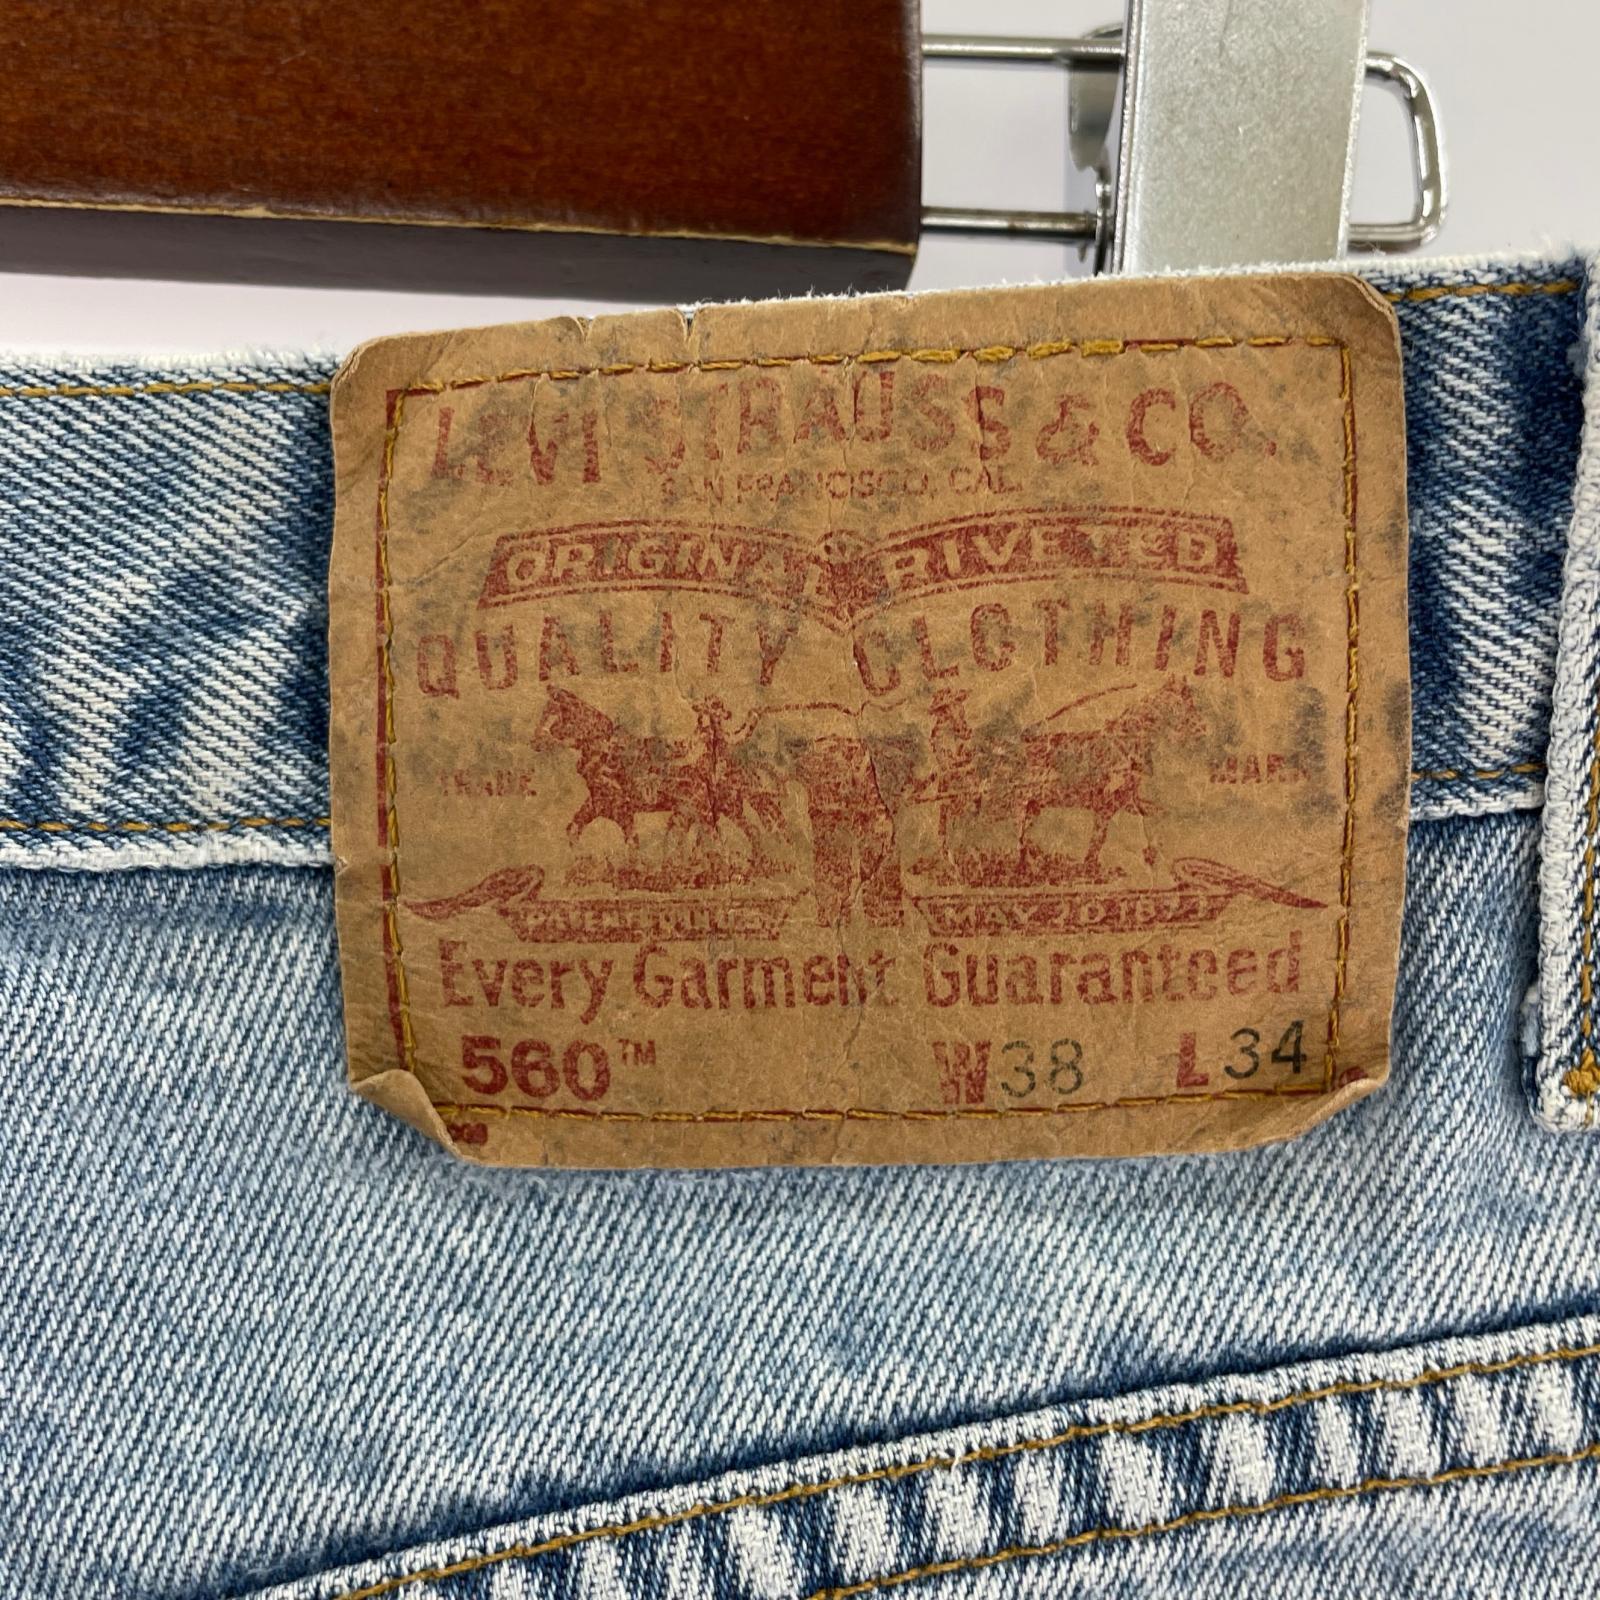 LEVI STRAUSS & CO.
SAN FRANCISCO, CAL.
ORIGINAL RIVETED
QUALITY CLOTHING
TRADE MARK
PATENTED IN U.S. MAY 20 1873
Every Garment Guaranteed
560™ W38 L34